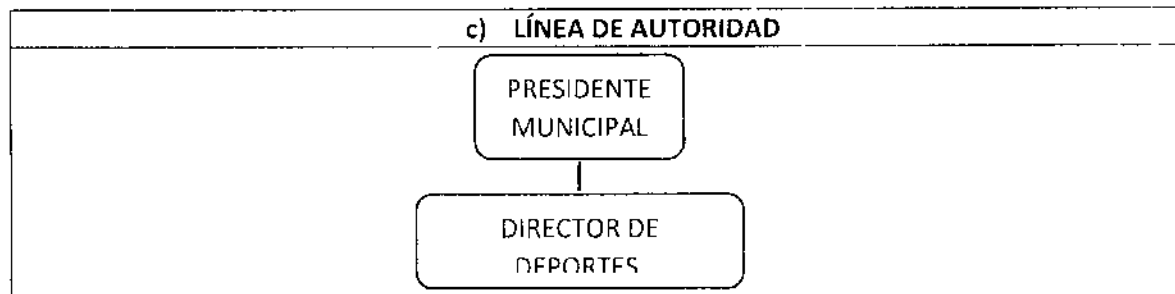 c) LÍNEA DE AUTORIDAD
PRESIDENTE
MUNICIPAL
DIRECTOR DE
DEPORTES